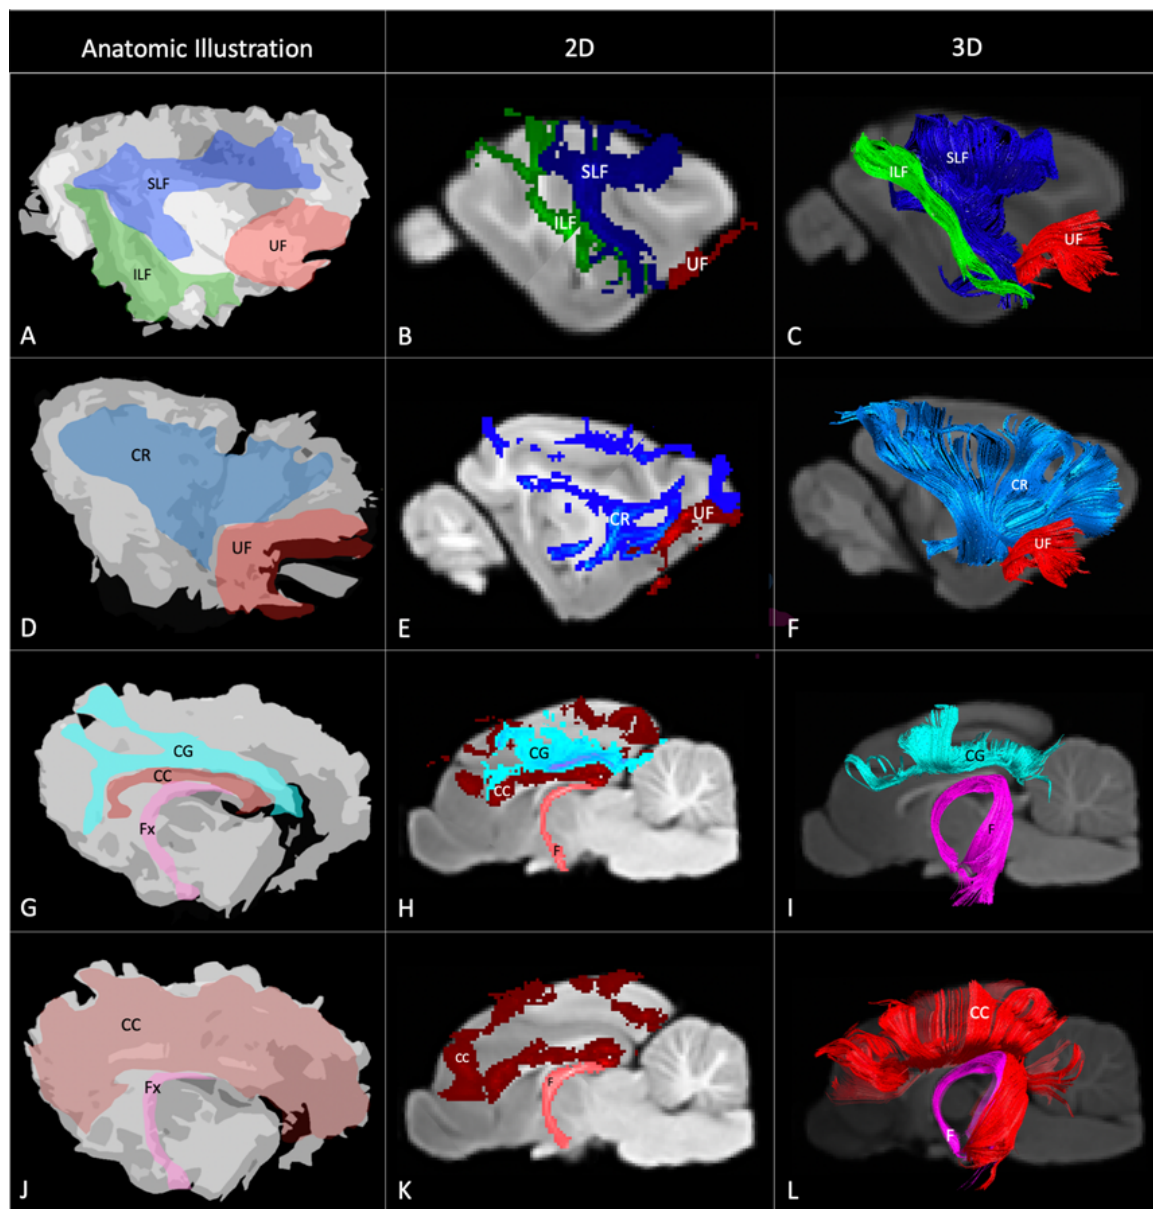 Anatomic Illustration 2D 3D
SLF
UF
ILF
A
SLF
ILF
UF
B
ILF
SLF
UF
C
CR
UF
D
CR
UF
E
CR
UF
F
CG
CC
Fx
G
CG
CC
F
H
CG
F
I
CC
Fx
J
CC
F
K
CC
F
L